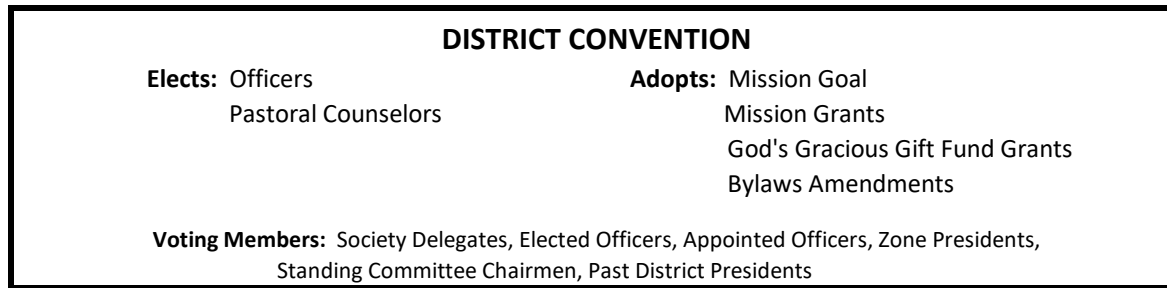 DISTRICT CONVENTION
Elects: Officers Adopts: Mission Goal
Pastoral Counselors Mission Grants
God's Gracious Gift Fund Grants
Bylaws Amendments
Voting Members: Society Delegates, Elected Officers, Appointed Officers, Zone Presidents,
Standing Committee Chairmen, Past District Presidents